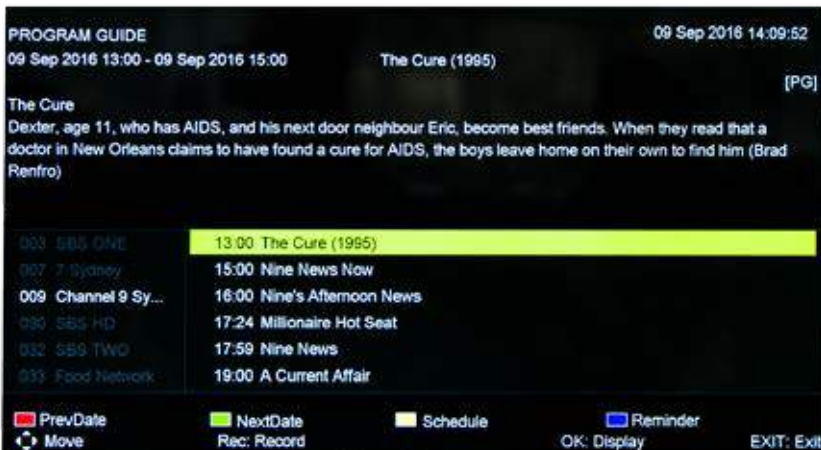 PROGRAM GUIDE 09 Sep 2016 14:09:52
09 Sep 2016 13:00 - 09 Sep 2016 15:00 The Cure (1995)
[PG]
The Cure
Dexter, age 11, who has AIDS, and his next door neighbour Eric, become best friends. When they read that a
doctor in New Orleans claims to have found a cure for AIDS, the boys leave home on their own to find him (Brad
Renfro)
003 SBS ONE 13:00 The Cure (1995)
007 7 Sydney 15:00 Nine News Now
009 Channel 9 Sy... 16:00 Nine's Afternoon News
030 SBS HD 17:24 Millionaire Hot Seat
032 SBS TWO 17:59 Nine News
033 Food Network 19:00 A Current Affair
PrevDate NextDate Schedule Reminder
Move Rec: Record OK: Display EXIT: Exit